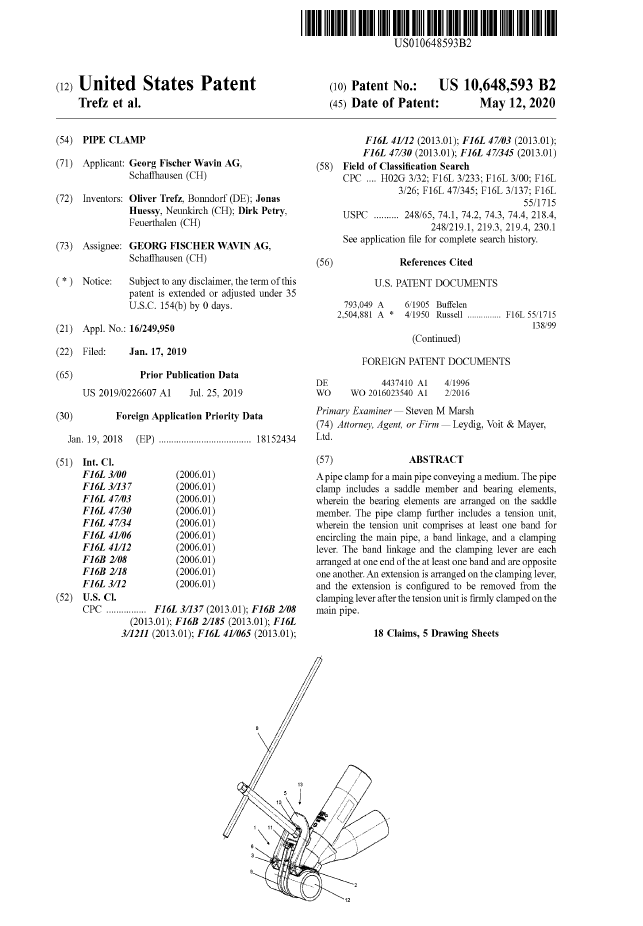 US010648593B2
(12) United States Patent
Trefz et al.
(10) Patent No.: US 10,648,593 B2
(45) Date of Patent: May 12, 2020
(54) PIPE CLAMP
(71) Applicant: Georg Fischer Wavin AG,
Schaffhausen (CH)
(72) Inventors: Oliver Trefz, Bonndorf (DE); Jonas
Huessy, Neunkirch (CH); Dirk Petry,
Feuerthalen (CH)
(73) Assignee: GEORG FISCHER WAVIN AG,
Schaffhausen (CH)
( * ) Notice: Subject to any disclaimer, the term of this
patent is extended or adjusted under 35
U.S.C. 154(b) by 0 days.
(21) Appl. No.: 16/249,950
(22) Filed: Jan. 17, 2019
(65) Prior Publication Data
US 2019/0226607 A1 Jul. 25, 2019
(30) Foreign Application Priority Data
Jan. 19, 2018 (EP) ..................................... 18152434
(51) Int. Cl.
F16L 3/00 (2006.01)
F16L 3/137 (2006.01)
F16L 47/03 (2006.01)
F16L 47/30 (2006.01)
F16L 47/34 (2006.01)
F16L 41/06 (2006.01)
F16L 41/12 (2006.01)
F16B 2/08 (2006.01)
F16B 2/18 (2006.01)
F16L 3/12 (2006.01)
(52) U.S. Cl.
CPC ................ F16L 3/137 (2013.01); F16B 2/08
(2013.01); F16B 2/185 (2013.01); F16L
3/1211 (2013.01); F16L 41/065 (2013.01);
F16L 41/12 (2013.01); F16L 47/03 (2013.01);
F16L 47/30 (2013.01); F16L 47/345 (2013.01)
(58) Field of Classification Search
CPC .... H02G 3/32; F16L 3/233; F16L 3/00; F16L
3/26; F16L 47/345; F16L 3/137; F16L
55/1715
USPC .......... 248/65, 74.1, 74.2, 74.3, 74.4, 218.4,
248/219.1, 219.3, 219.4, 230.1
See application file for complete search history.
(56) References Cited
U.S. PATENT DOCUMENTS
793,049 A 6/1905 Buffelen
2,504,881 A * 4/1950 Russell .............. F16L 55/1715
138/99
(Continued)
FOREIGN PATENT DOCUMENTS
DE 4437410 A1 4/1996
WO WO 2016023540 A1 2/2016
Primary Examiner — Steven M Marsh
(74) Attorney, Agent, or Firm — Leydig, Voit & Mayer,
Ltd.
(57) ABSTRACT
A pipe clamp for a main pipe conveying a medium. The pipe
clamp includes a saddle member and bearing elements,
wherein the bearing elements are arranged on the saddle
member. The pipe clamp further includes a tension unit,
wherein the tension unit comprises at least one band for
encircling the main pipe, a band linkage, and a clamping
lever. The band linkage and the clamping lever are each
arranged at one end of the at least one band and are opposite
one another. An extension is arranged on the clamping lever,
and the extension is configured to be removed from the
clamping lever after the tension unit is firmly clamped on the
main pipe.
18 Claims, 5 Drawing Sheets
13
5
12
11
1
2
12